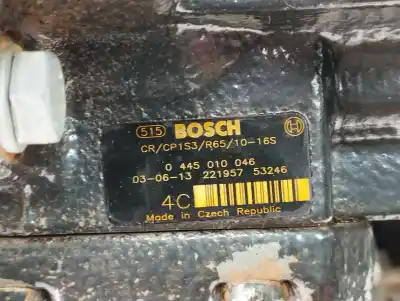 515 BOSCH
CR/CP1S3/R65/10-16S
0 445 010 046
03-06-13 221957 53246
4C
Made in Czech Republic